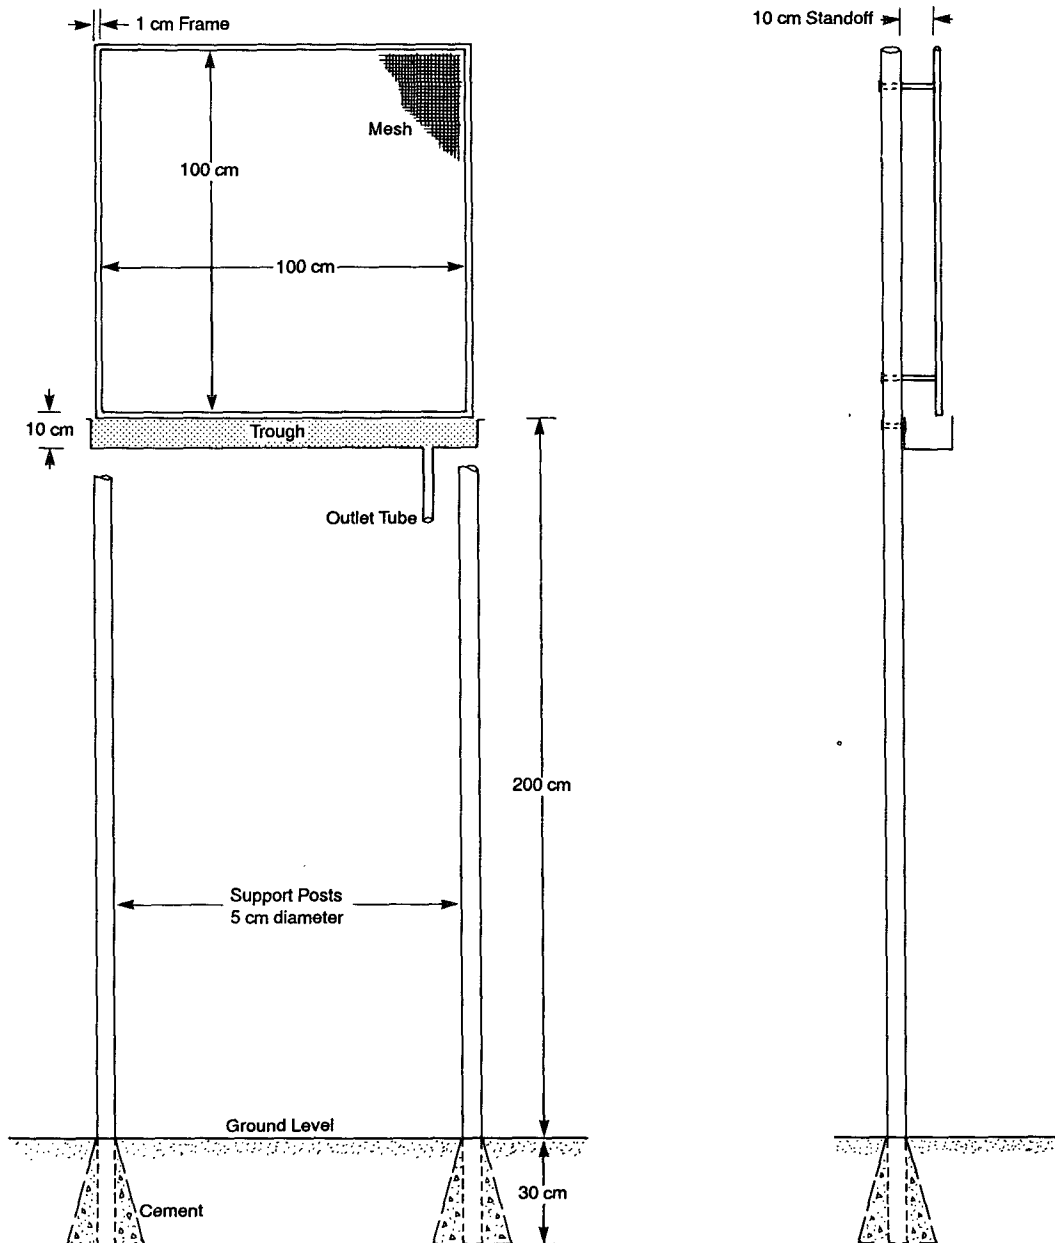 1 cm Frame
10 cm Standoff
Mesh
100 cm
100 cm
10 cm
Trough
Outlet Tube
200 cm
Support Posts
5 cm diameter
Ground Level
30 cm
Cement